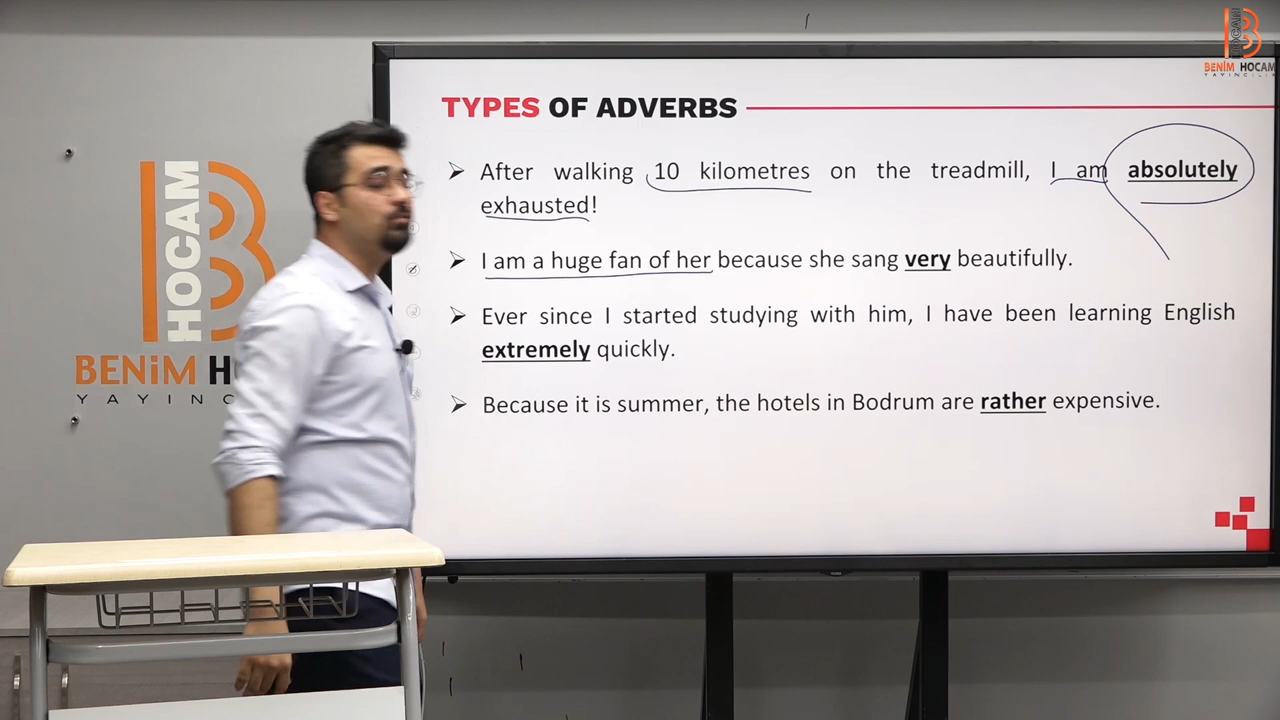 BENİM HOCAM
YAYINCILIK
TYPES OF ADVERBS
➢ After walking 10 kilometres on the treadmill, I am absolutely
exhausted!
➢ I am a huge fan of her because she sang very beautifully.
➢ Ever since I started studying with him, I have been learning English
extremely quickly.
➢ Because it is summer, the hotels in Bodrum are rather expensive.
HOCAM
BENİM H
YAYINC